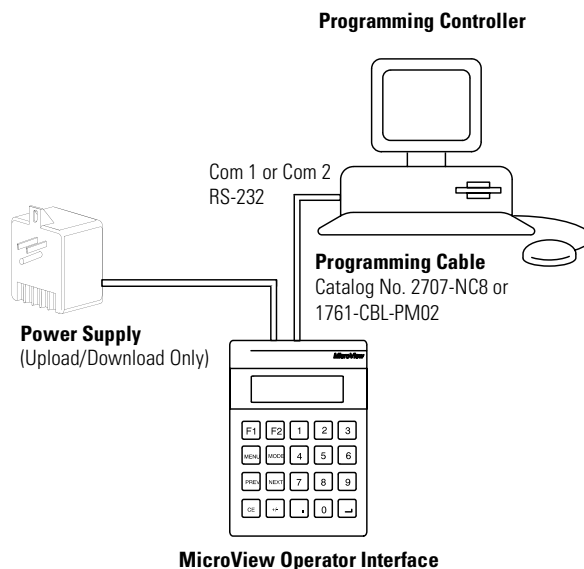 Programming Controller
Com 1 or Com 2
RS-232
Programming Cable
Catalog No. 2707-NC8 or
1761-CBL-PM02
Power Supply
(Upload/Download Only)
MicroView
F1 F2 1 2 3
MENU MODE 4 5 6
PREV NEXT 7 8 9
CE +/- . 0
MicroView Operator Interface